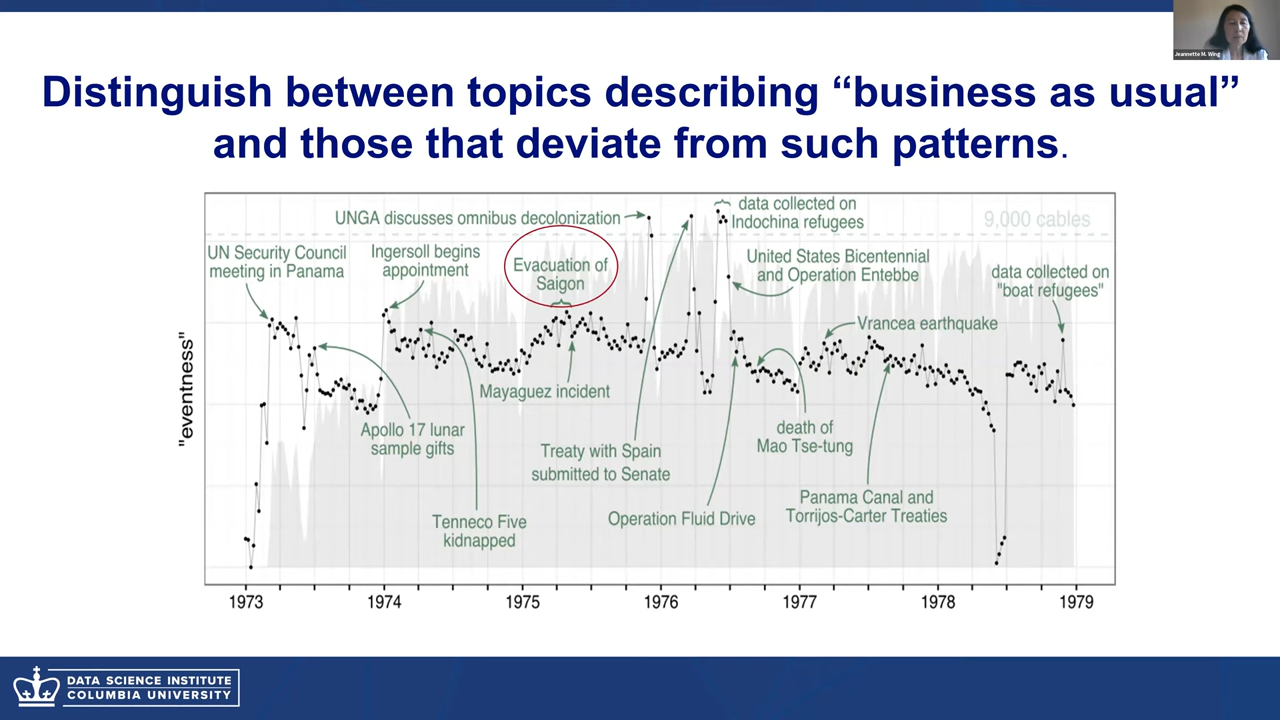 Jeannette M. Wing
Distinguish between topics describing “business as usual”
and those that deviate from such patterns.
UNGA discusses omnibus decolonization
data collected on
Indochina refugees
9,000 cables
UN Security Council
meeting in Panama
Ingersoll begins
appointment
Evacuation of
Saigon
United States Bicentennial
and Operation Entebbe
data collected on
"boat refugees"
Vrancea earthquake
"eventness"
Mayaguez incident
Apollo 17 lunar
sample gifts
Treaty with Spain
submitted to Senate
death of
Mao Tse-tung
Tenneco Five
kidnapped
Operation Fluid Drive
Panama Canal and
Torrijos-Carter Treaties
1973 1974 1975 1976 1977 1978 1979
DATA SCIENCE INSTITUTE
COLUMBIA UNIVERSITY